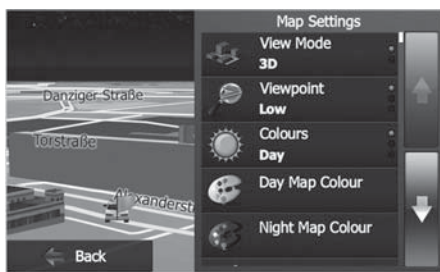 Map Settings
View Mode
3D
Danziger Straße
Viewpoint
Low
Torstraße
Colours
Day
Day Map Colour
Alexanderst
Night Map Colour
Back